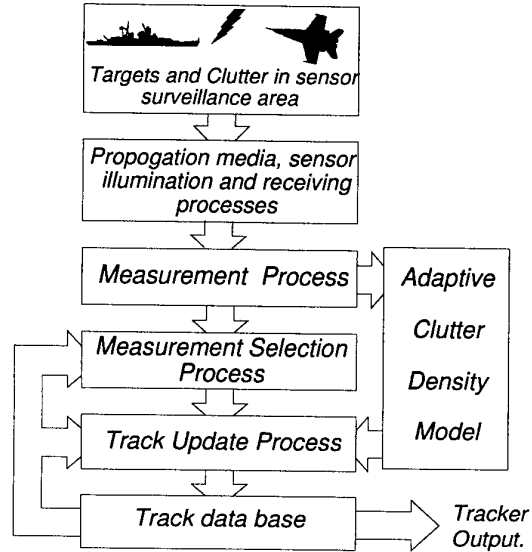 Targets and Clutter in sensor
surveillance area
Propogation media, sensor
illumination and receiving
processes
Measurement Process
Adaptive
Clutter
Density
Model
Measurement Selection
Process
Track Update Process
Track data base
Tracker
Output.